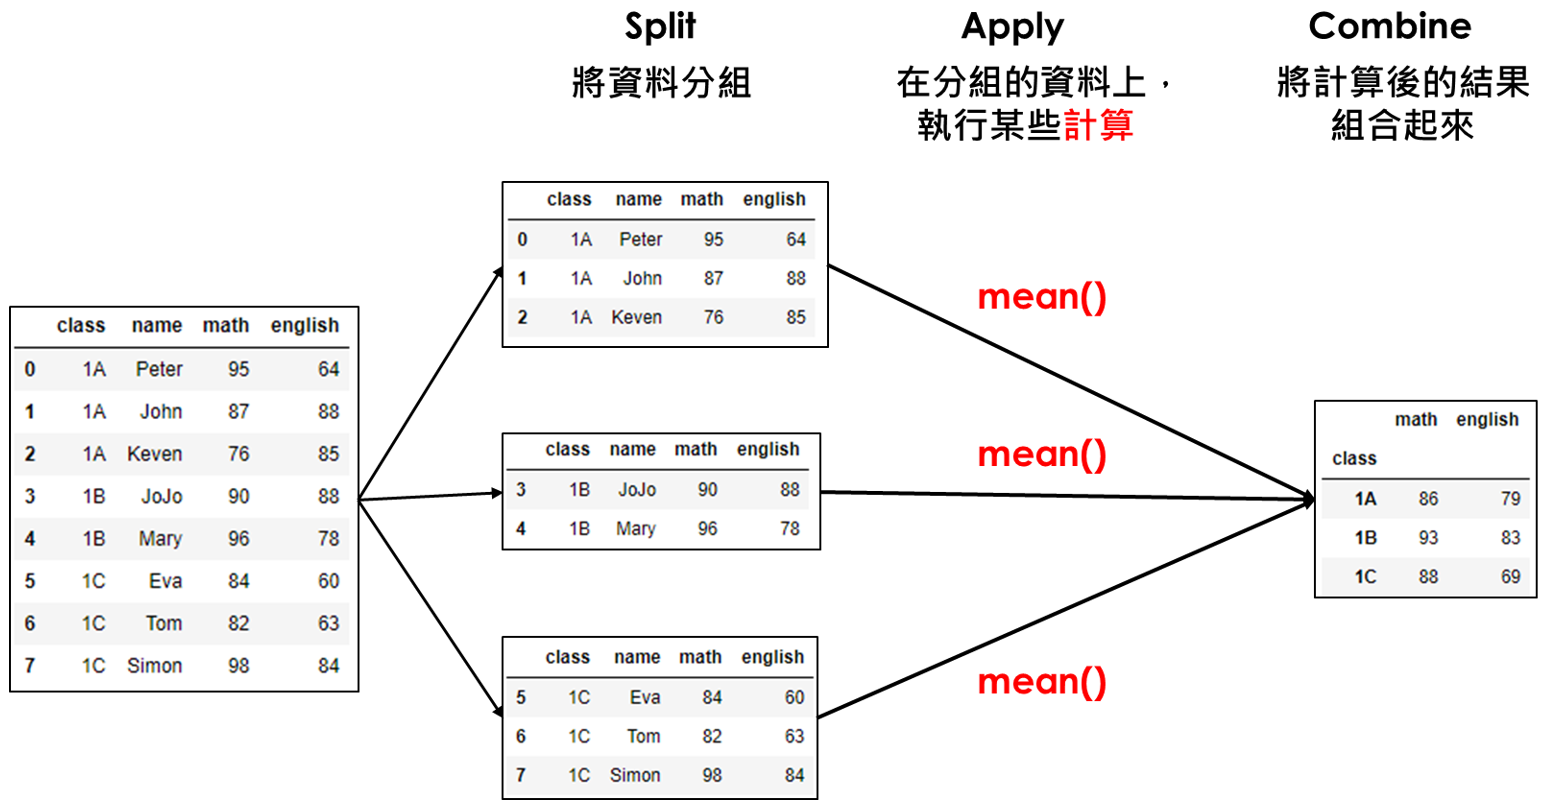 Split
將資料分組
Apply
在分組的資料上，
執行某些計算
Combine
將計算後的結果
組合起來
class name math english
0 1A Peter 95 64
1 1A John 87 88
2 1A Keven 76 85
3 1B JoJo 90 88
4 1B Mary 96 78
5 1C Eva 84 60
6 1C Tom 82 63
7 1C Simon 98 84
class name math english
0 1A Peter 95 64
1 1A John 87 88
2 1A Keven 76 85
class name math english
3 1B JoJo 90 88
4 1B Mary 96 78
class name math english
5 1C Eva 84 60
6 1C Tom 82 63
7 1C Simon 98 84
mean()
mean()
mean()
math english
class
1A 86 79
1B 93 83
1C 88 69